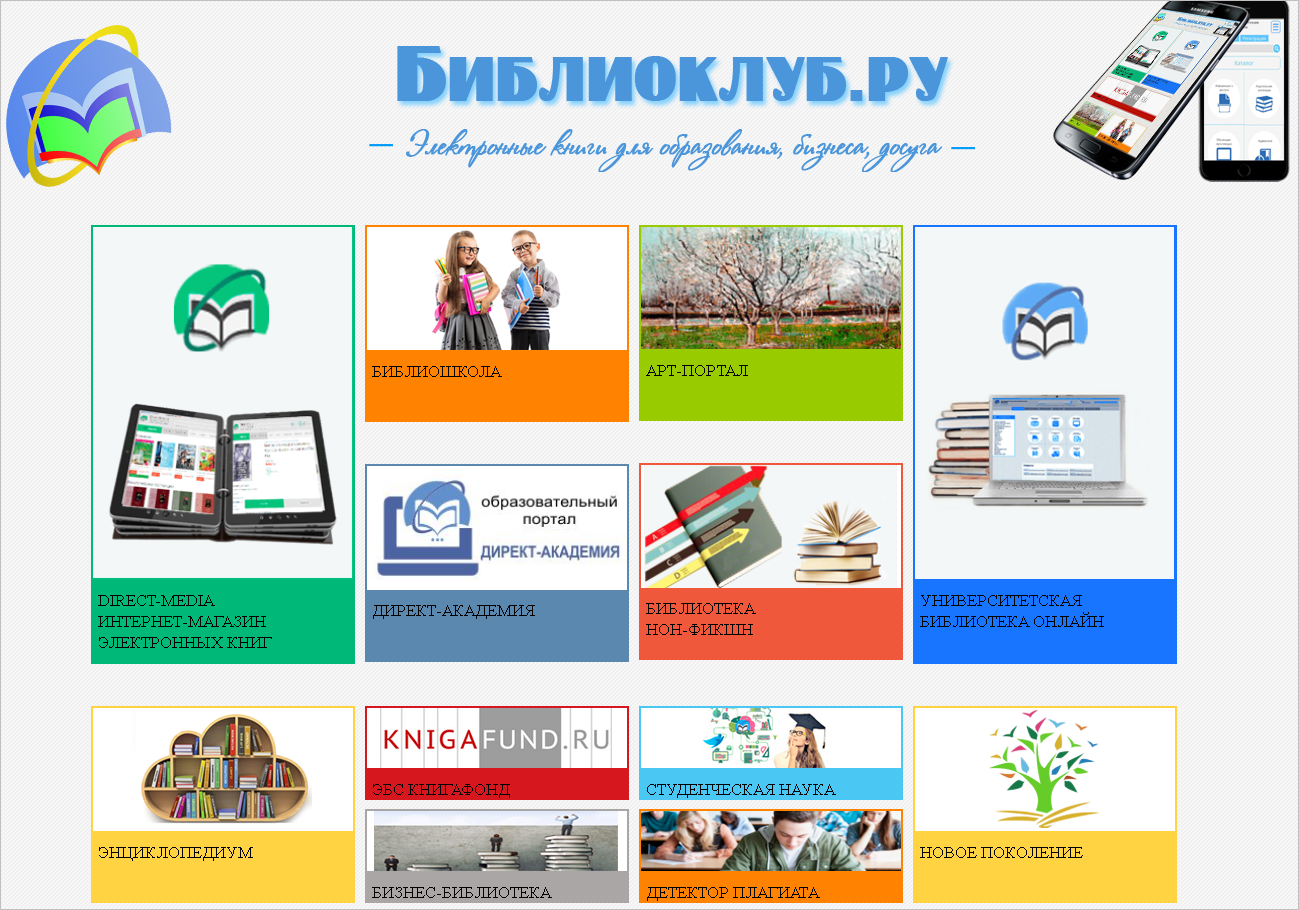 Библиоклуб.ру
Электронные книги для образования, бизнеса, досуга
БИБЛИОШКОЛА
АРТ-ПОРТАЛ
образовательный
портал
ДИРЕКТ-АКАДЕМИЯ
DIRECT-MEDIA
ИНТЕРНЕТ-МАГАЗИН
ЭЛЕКТРОННЫХ КНИГ
ДИРЕКТ-АКАДЕМИЯ
A
B
C
D
БИБЛИОТЕКА
НОН-ФИКШН
УНИВЕРСИТЕТСКАЯ
БИБЛИОТЕКА ОНЛАЙН
KNIGAFUND.RU
ЭБС КНИГАФОНД
СТУДЕНЧЕСКАЯ НАУКА
ЭНЦИКЛОПЕДИУМ
НОВОЕ ПОКОЛЕНИЕ
БИЗНЕС-БИБЛИОТЕКА
ДЕТЕКТОР ПЛАГИАТА